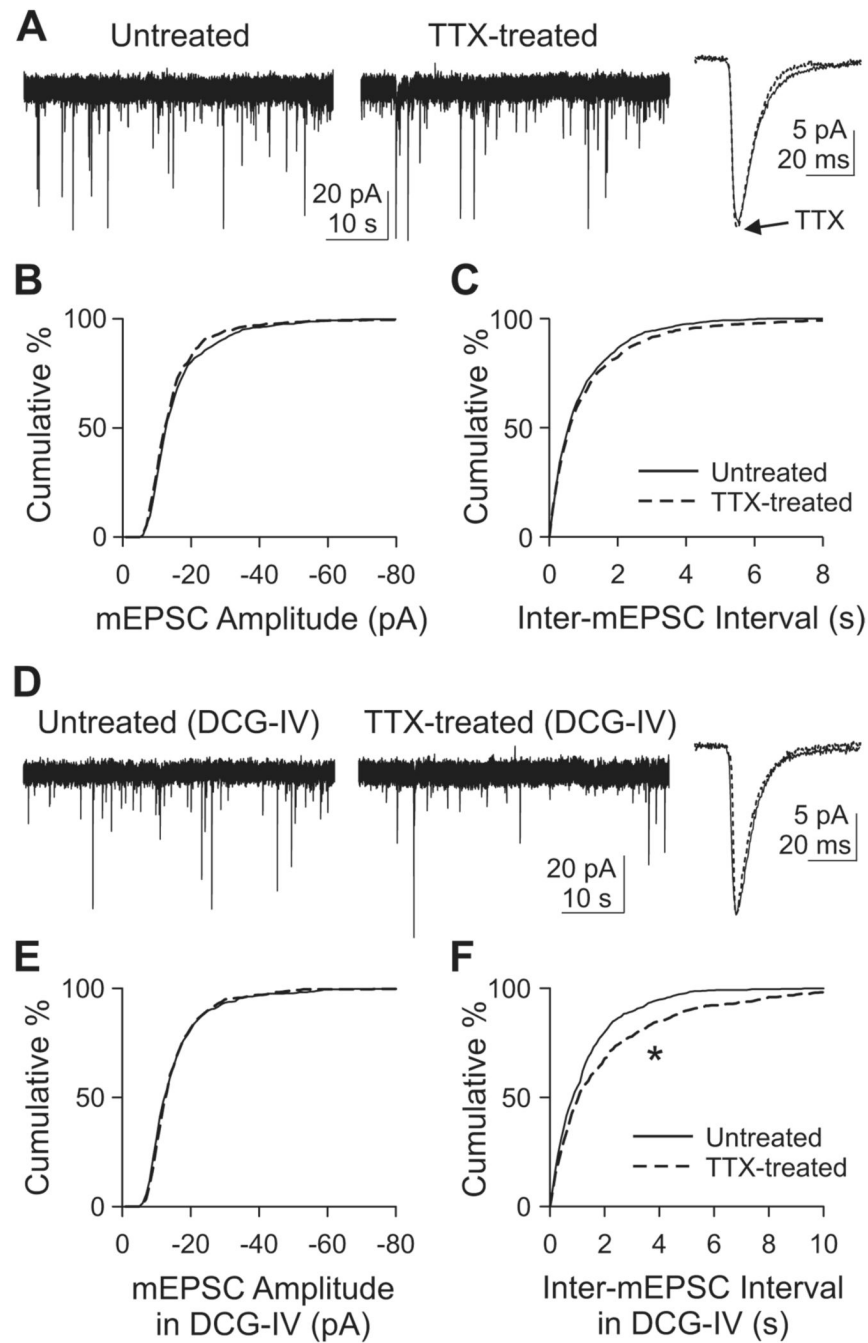 A
Untreated
TTX-treated
20 pA
10 s
5 pA
20 ms
TTX
B
Cumulative %
100
50
0
0 -20 -40 -60 -80
mEPSC Amplitude (pA)
C
Cumulative %
100
50
0
Untreated
TTX-treated
0 2 4 6 8
Inter-mEPSC Interval (s)
D
Untreated (DCG-IV)
TTX-treated (DCG-IV)
20 pA
10 s
5 pA
20 ms
E
Cumulative %
100
50
0
0 -20 -40 -60 -80
mEPSC Amplitude
in DCG-IV (pA)
F
Cumulative %
100
50
0
*
Untreated
TTX-treated
0 2 4 6 8 10
Inter-mEPSC Interval
in DCG-IV (s)